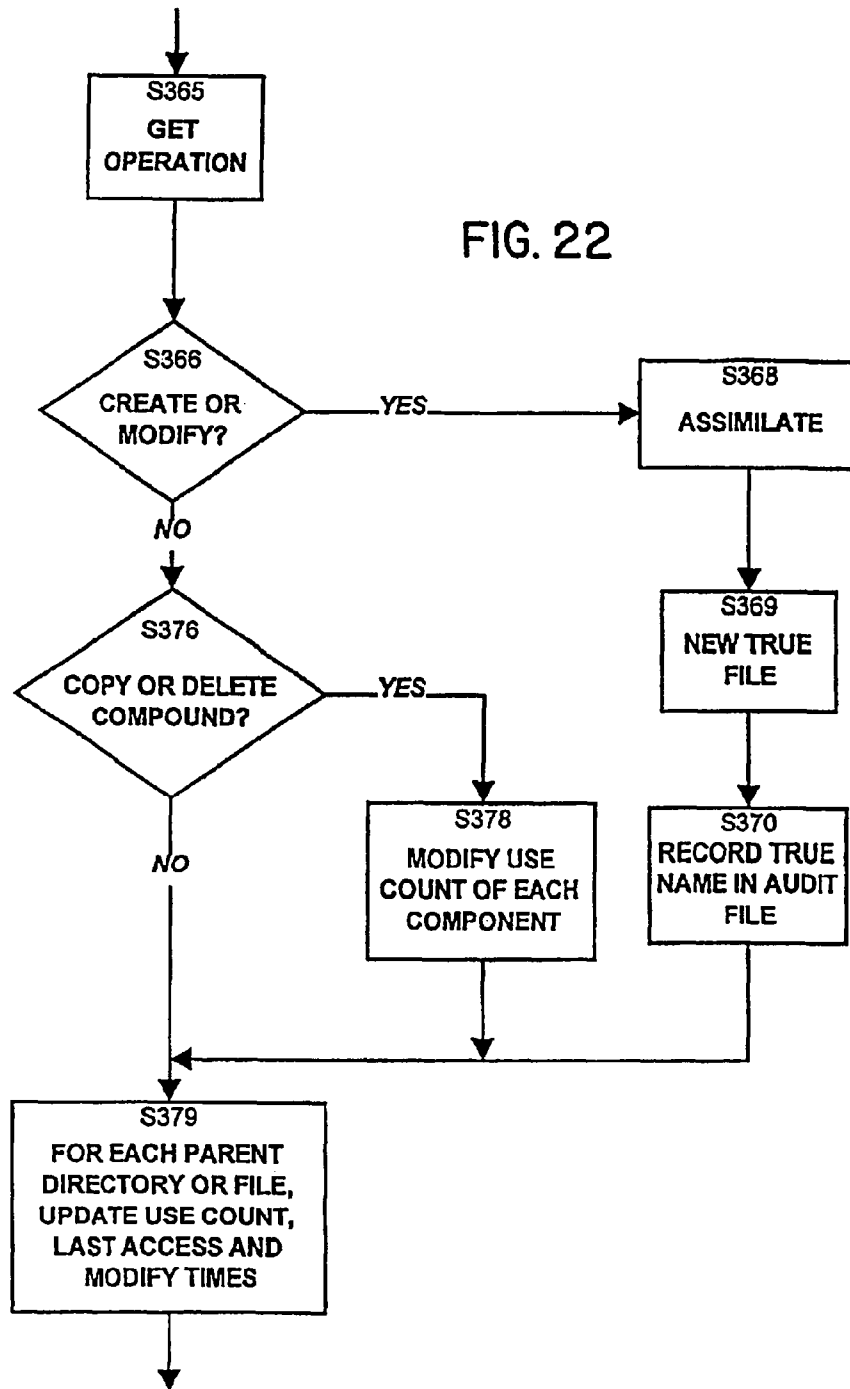 S365
GET
OPERATION
FIG. 22
S366
CREATE OR
MODIFY?
YES
S368
ASSIMILATE
NO
S376
COPY OR DELETE
COMPOUND?
YES
S369
NEW TRUE
FILE
NO
S378
MODIFY USE
COUNT OF EACH
COMPONENT
S370
RECORD TRUE
NAME IN AUDIT
FILE
S379
FOR EACH PARENT
DIRECTORY OR FILE,
UPDATE USE COUNT,
LAST ACCESS AND
MODIFY TIMES